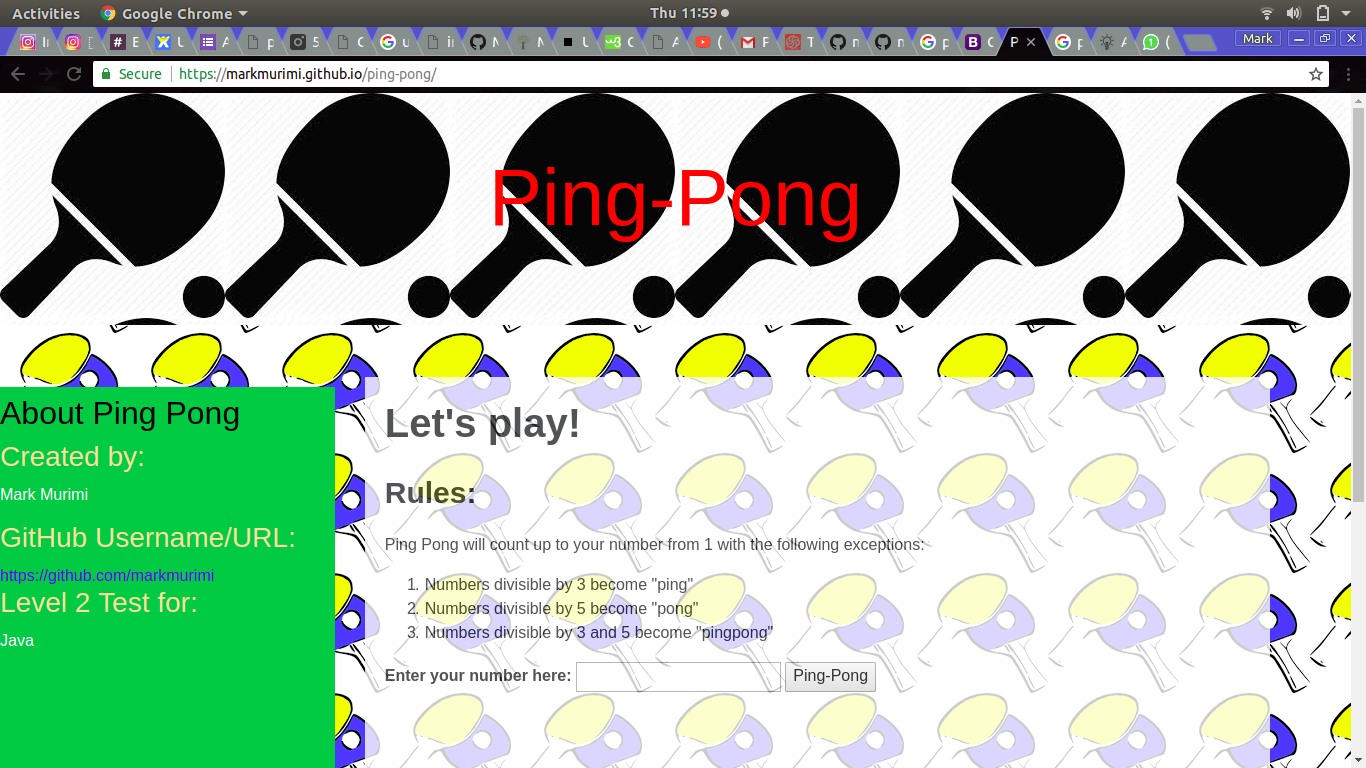 Activities Google Chrome Thu 11:59
Mark
Secure https://markmurimi.github.io/ping-pong/
Ping-Pong
About Ping Pong
Created by:
Mark Murimi
GitHub Username/URL:
https://github.com/markmurimi
Level 2 Test for:
Java
Let's play!
Rules:
Ping Pong will count up to your number from 1 with the following exceptions:
1. Numbers divisible by 3 become "ping"
2. Numbers divisible by 5 become "pong"
3. Numbers divisible by 3 and 5 become "pingpong"
Enter your number here: Ping-Pong